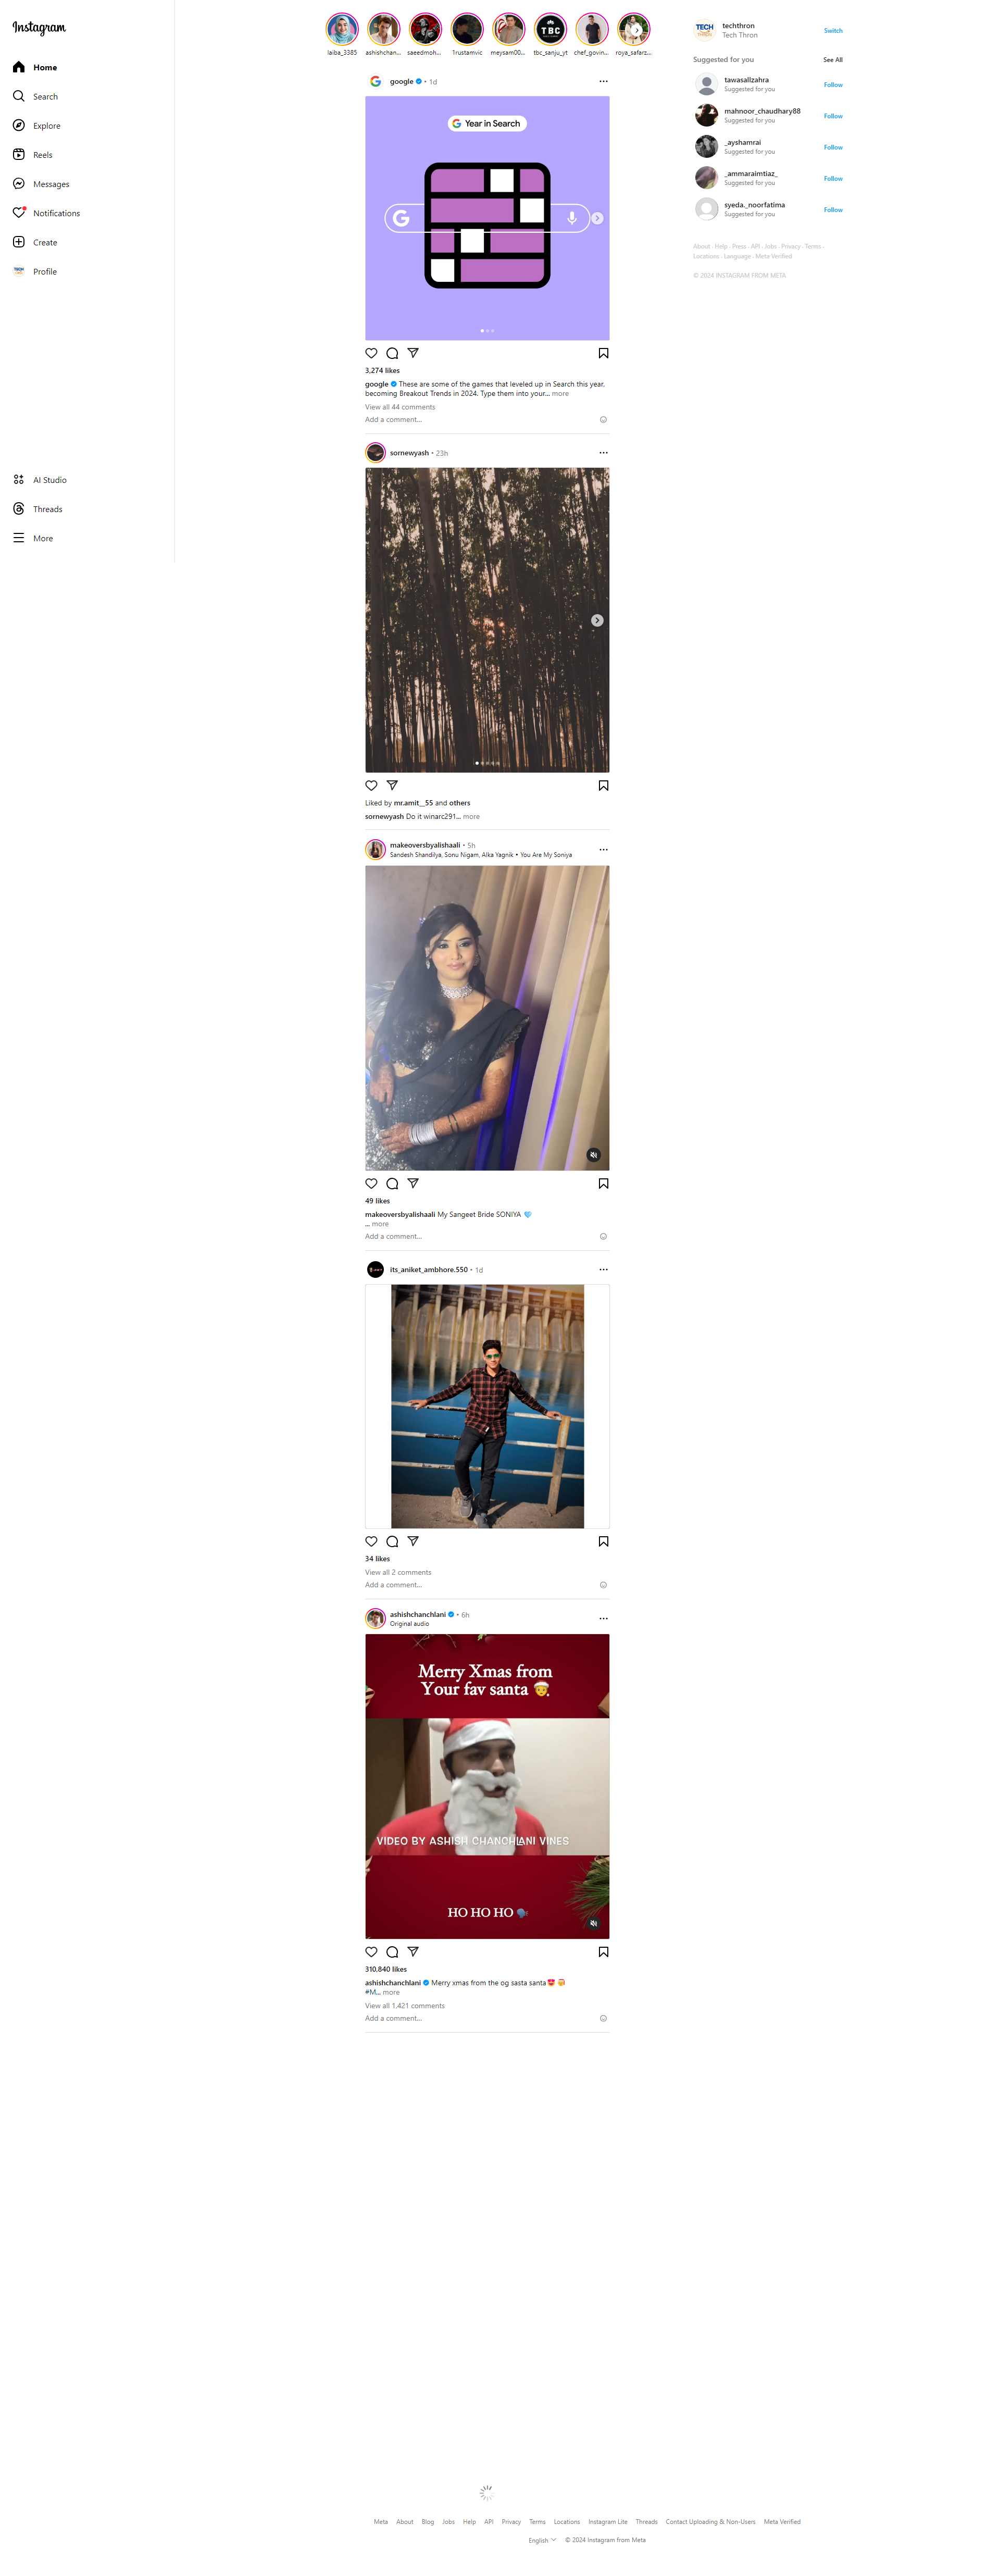 Instagram
Home
Search
Explore
Reels
Messages
Notifications
Create
Profile
AI Studio
Threads
More
laiba_3385
ashishchan...
saeedmoh...
1rustamvic
meysam00...
TBC
tbc_sanju_yt
chef_govin...
roya_safarz...
google • 1d
Year in Search
G
3,274 likes
google These are some of the games that leveled up in Search this year,
becoming Breakout Trends in 2024. Type them into your... more
View all 44 comments
Add a comment...
sornewyash • 23h
Liked by mr.amit__55 and others
sornewyash Do it winarc291... more
makeoversbyalishaali • 5h
Sandesh Shandilya, Sonu Nigam, Alka Yagnik • You Are My Soniya
49 likes
makeoversbyalishaali My Sangeet Bride SONIYA 🩵
... more
Add a comment...
its_aniket_ambhore.550 • 1d
34 likes
View all 2 comments
Add a comment...
ashishchanchlani • 6h
Original audio
Merry Xmas from
Your fav santa 🎅
VIDEO BY ASHISH CHANCHLANI VINES
HO HO HO 🗣️
310,840 likes
ashishchanchlani Merry xmas from the og sasta santa😍
#M... more
View all 1,421 comments
Add a comment...
TECH
THRON
techthron
Tech Thron
Switch
Suggested for you
See All
tawasallzahra
Suggested for you
Follow
mahnoor_chaudhary88
Suggested for you
Follow
_ayshamrai
Suggested for you
Follow
_ammaraimtiaz_
Suggested for you
Follow
syeda._noorfatima
Suggested for you
Follow
About · Help · Press · API · Jobs · Privacy · Terms ·
Locations · Language · Meta Verified
© 2024 INSTAGRAM FROM META
Meta About Blog Jobs Help API Privacy Terms Locations Instagram Lite Threads Contact Uploading & Non-Users Meta Verified
English © 2024 Instagram from Meta